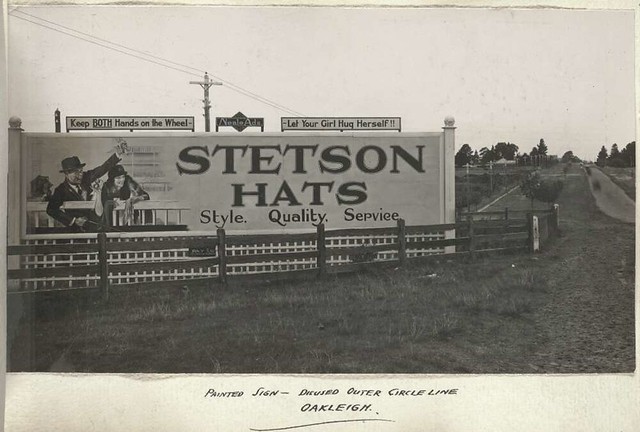 Keep BOTH Hands on the Wheel-
Neole Ads
-Let Your Girl Hug Herself!!
STETSON
HATS
Style. Quality. Service.
PAINTED SIGN - DISUSED OUTER CIRCLE LINE
OAKLEIGH.